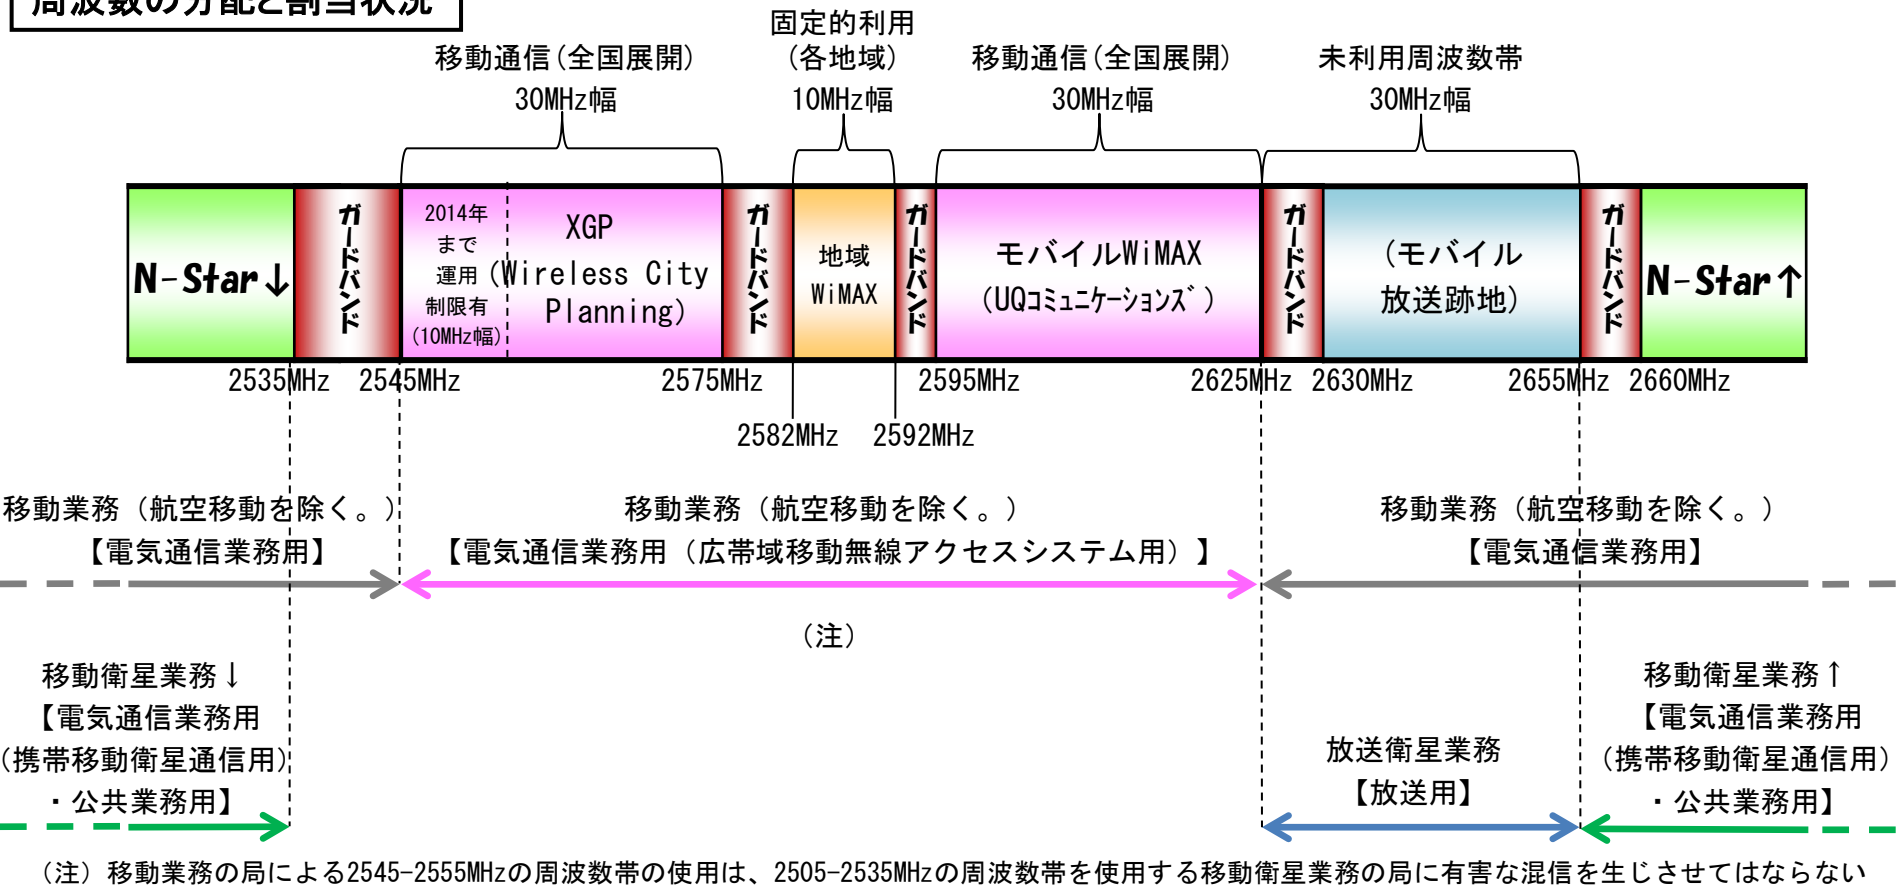 周波数の分配と割当状況
移動通信(全国展開)
30MHz幅
固定的利用
(各地域)
10MHz幅
移動通信(全国展開)
30MHz幅
未利用周波数帯
30MHz幅
N-Star↓
ガードバンド
2014年
まで
運用
制限有
(10MHz幅)
XGP
(Wireless City
Planning)
ガードバンド
地域
WiMAX
ガードバンド
モバイルWiMAX
(UQコミュニケーションズ)
ガードバンド
(モバイル
放送跡地)
ガードバンド
N-Star↑
2535MHz 2545MHz 2575MHz 2595MHz 2625MHz 2630MHz 2655MHz 2660MHz
2582MHz 2592MHz
移動業務（航空移動を除く。）
【電気通信業務用】
移動業務（航空移動を除く。）
【電気通信業務用（広帯域移動無線アクセスシステム用）】
移動業務（航空移動を除く。）
【電気通信業務用】
（注）
移動衛星業務↓
【電気通信業務用
(携帯移動衛星通信用)
・公共業務用】
放送衛星業務
【放送用】
移動衛星業務↑
【電気通信業務用
(携帯移動衛星通信用)
・公共業務用】
（注）移動業務の局による2545-2555MHzの周波数帯の使用は、2505-2535MHzの周波数帯を使用する移動衛星業務の局に有害な混信を生じさせてはならない